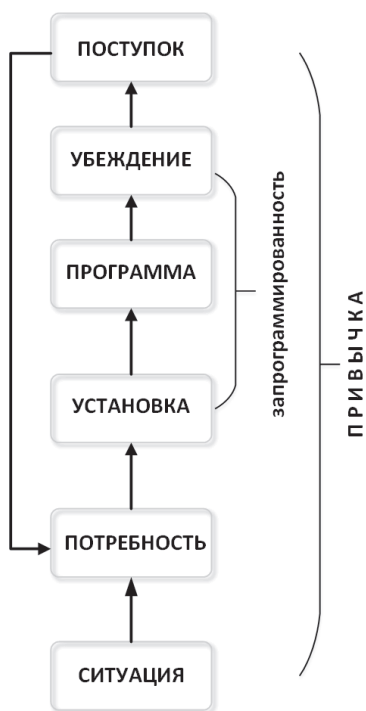 ПОСТУПОК
УБЕЖДЕНИЕ
ПРОГРАММА
УСТАНОВКА
ПОТРЕБНОСТЬ
СИТУАЦИЯ
запрограммированность
ПРИВЫЧКА